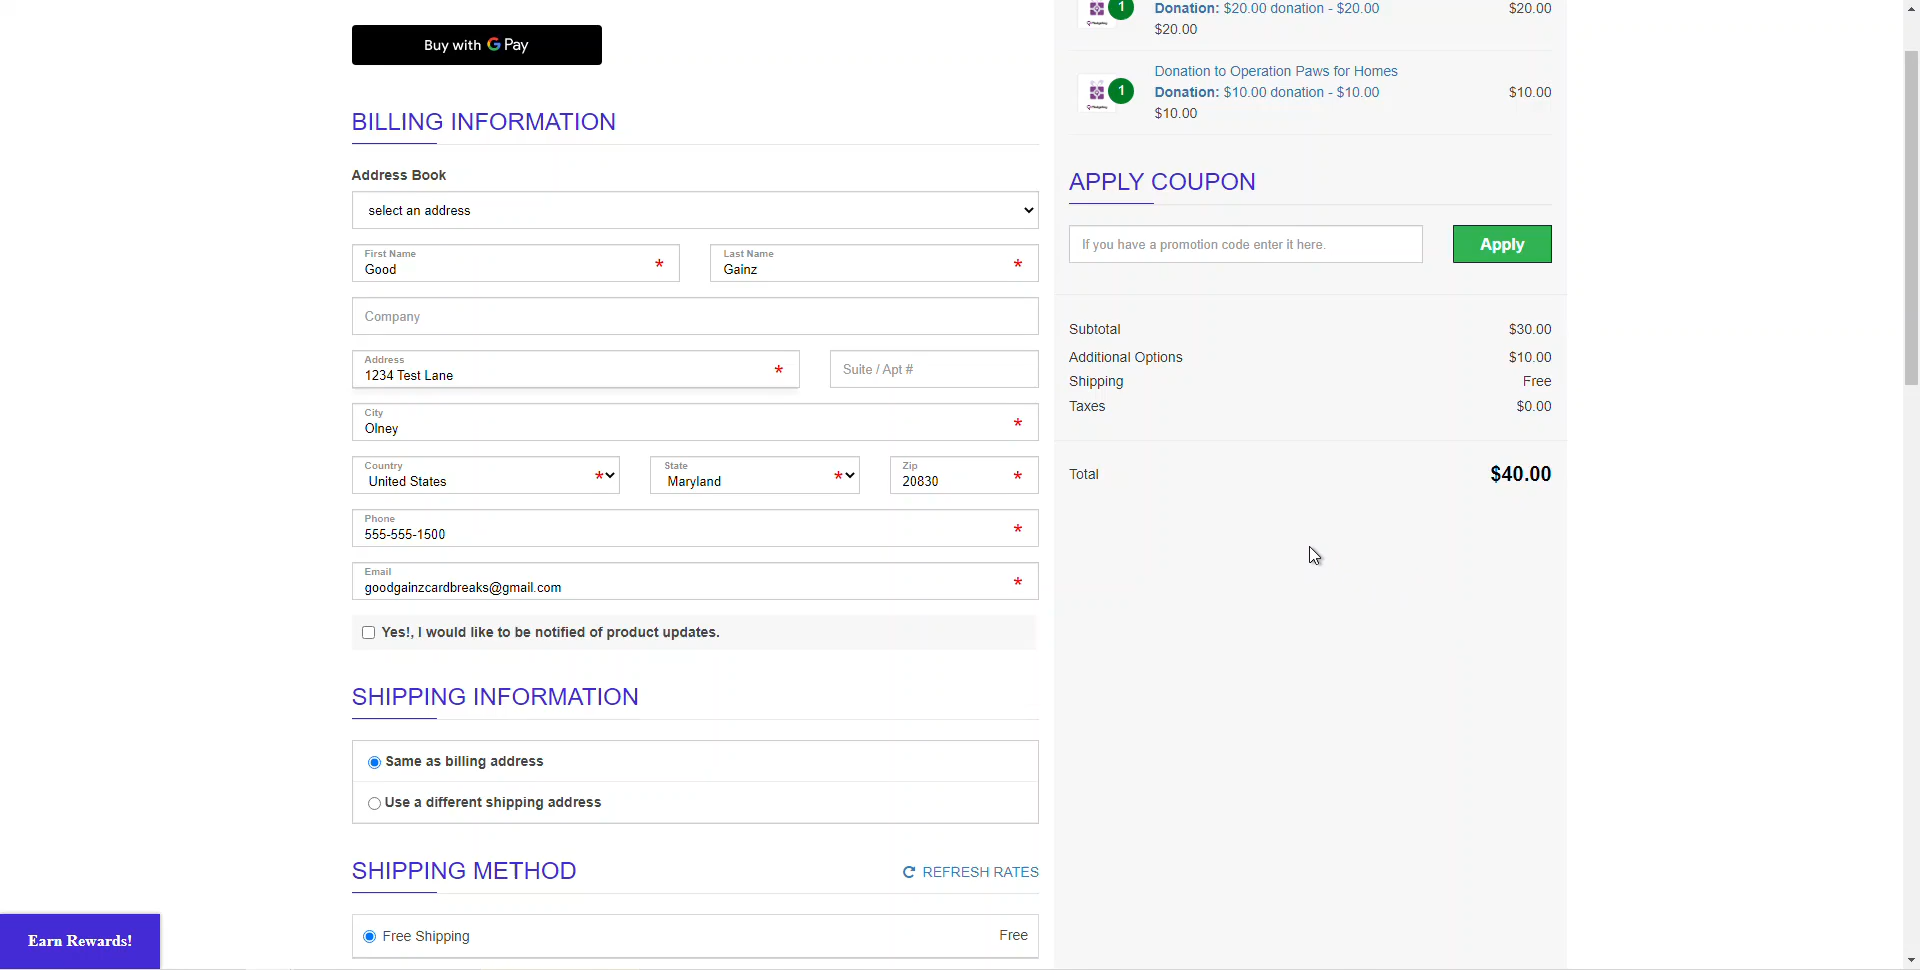 Buy with G Pay
BILLING INFORMATION
Address Book
select an address
First Name
Good *
Last Name
Gainz *
Company
Address
1234 Test Lane *
Suite / Apt #
City
Olney *
Country
United States *
State
Maryland *
Zip
20830 *
Phone
555-555-1500 *
Email
goodgainzcardbreaks@gmail.com *
Yes!, I would like to be notified of product updates.
SHIPPING INFORMATION
Same as billing address
Use a different shipping address
SHIPPING METHOD
REFRESH RATES
Free Shipping Free
Earn Rewards!
1
Donation: $20.00 donation - $20.00 $20.00
$20.00
1
Donation to Operation Paws for Homes
Donation: $10.00 donation - $10.00 $10.00
$10.00
APPLY COUPON
If you have a promotion code enter it here.
Apply
Subtotal $30.00
Additional Options $10.00
Shipping Free
Taxes $0.00
Total $40.00